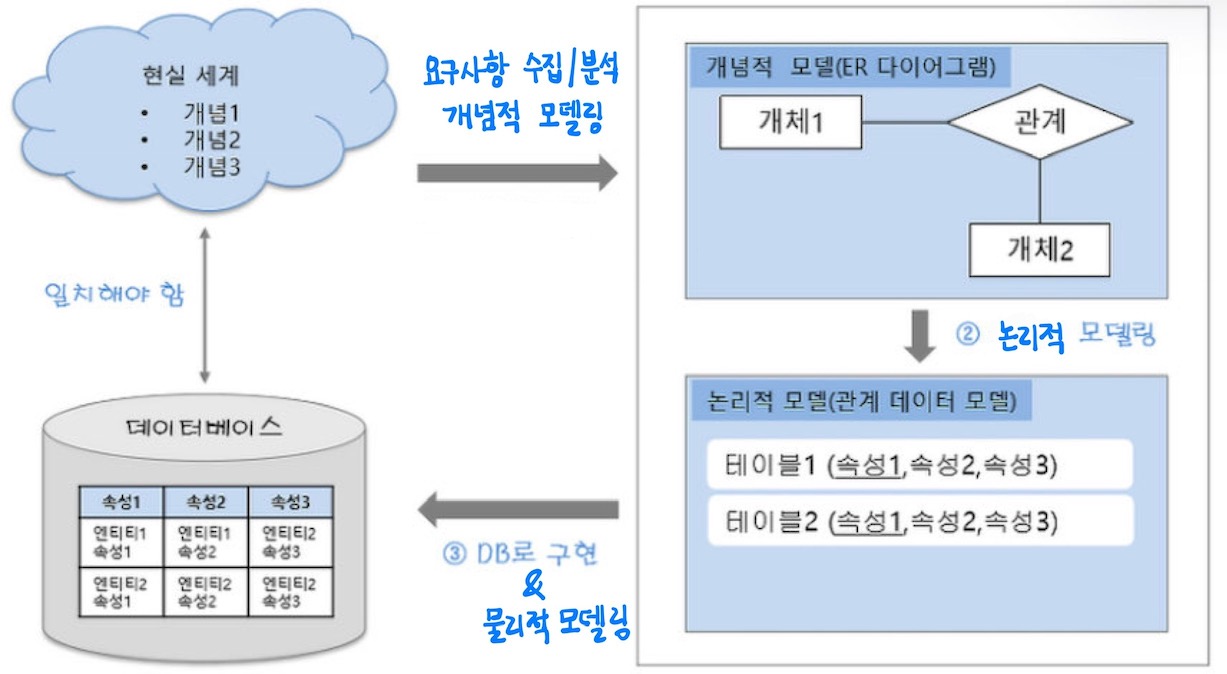 현실 세계
• 개념1
• 개념2
• 개념3
요구사항 수집/분석
개념적 모델링
개념적 모델(ER 다이어그램)
개체1
관계
개체2
일치해야 함
② 논리적 모델링
논리적 모델(관계 데이터 모델)
테이블1 (속성1,속성2,속성3)
테이블2 (속성1,속성2,속성3)
③ DB로 구현
&
물리적 모델링
데이터베이스
속성1 속성2 속성3
엔티티1 엔티티1 엔티티2
속성1 속성2 속성3
엔티티2 엔티티2 엔티티2
속성1 속성2 속성3